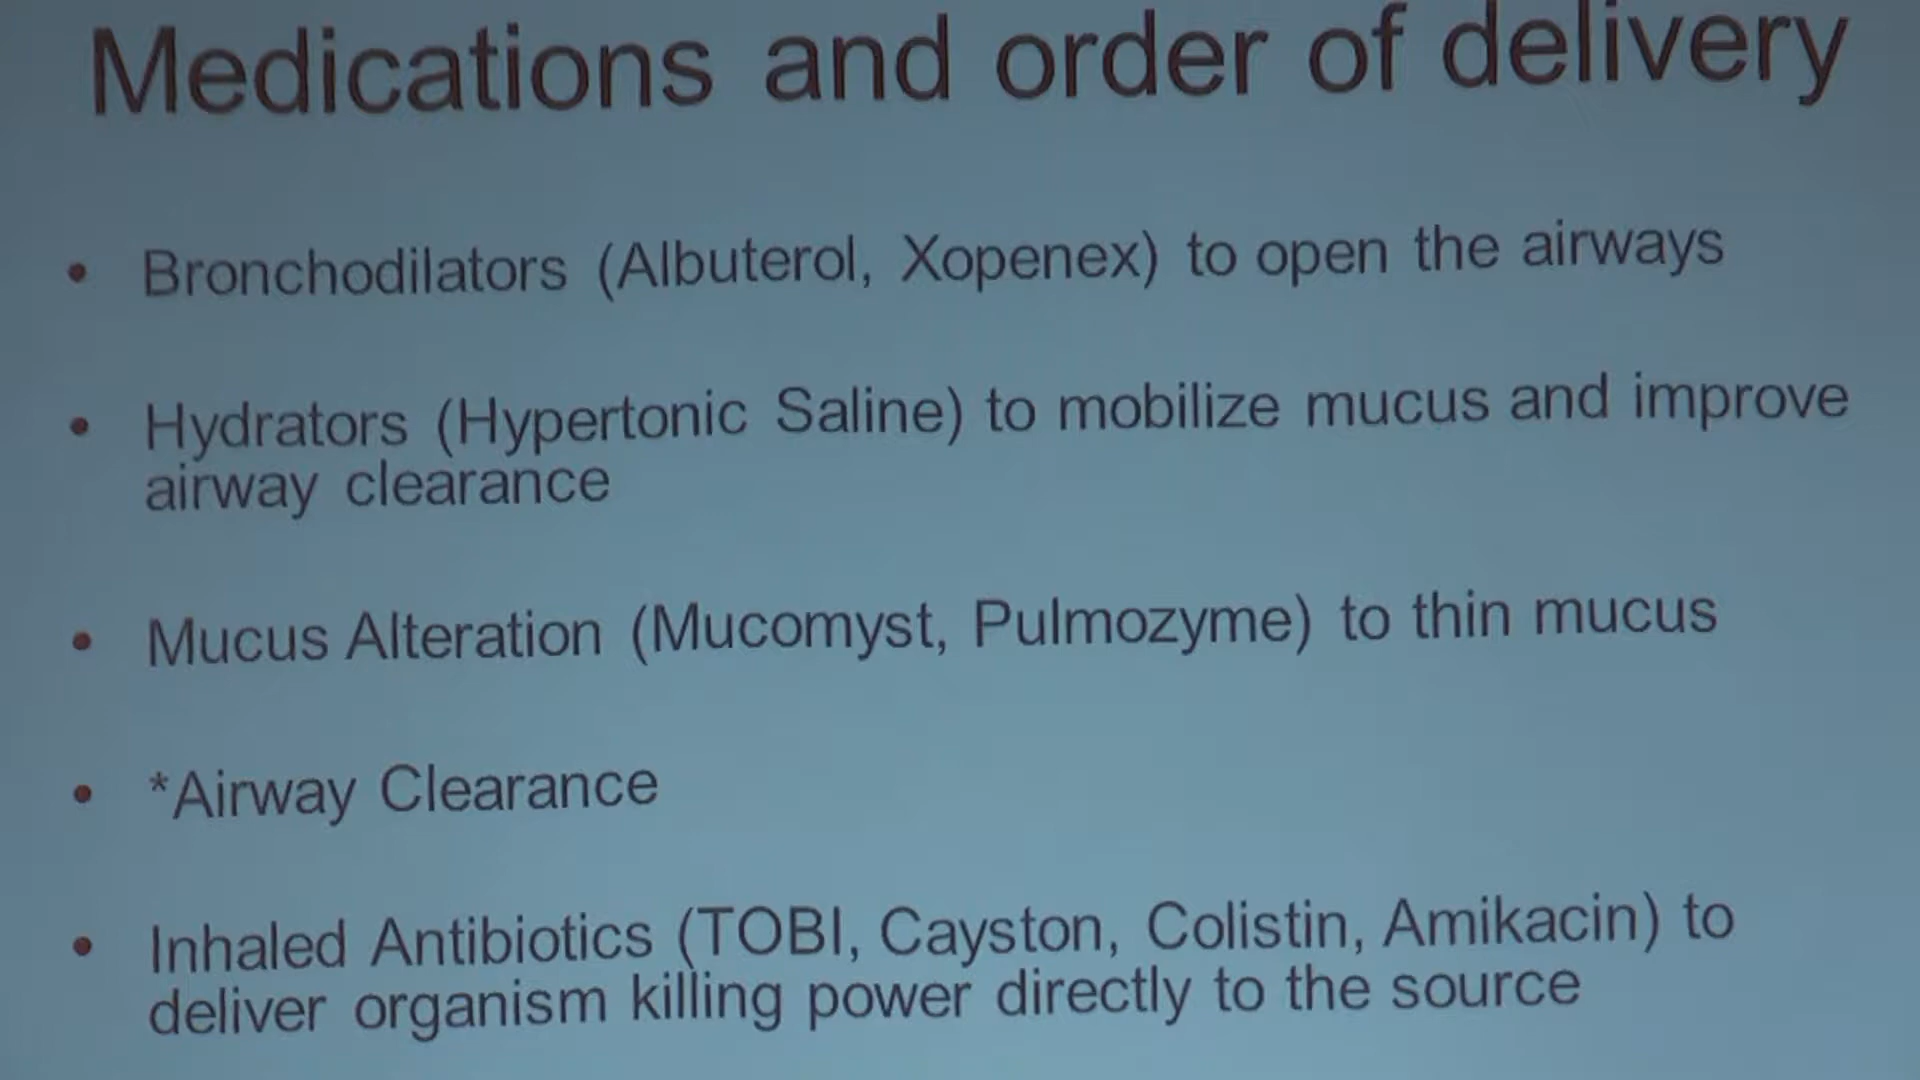 Medications and order of delivery
• Bronchodilators (Albuterol, Xopenex) to open the airways
• Hydrators (Hypertonic Saline) to mobilize mucus and improve
airway clearance
• Mucus Alteration (Mucomyst, Pulmozyme) to thin mucus
• *Airway Clearance
• Inhaled Antibiotics (TOBI, Cayston, Colistin, Amikacin) to
deliver organism killing power directly to the source